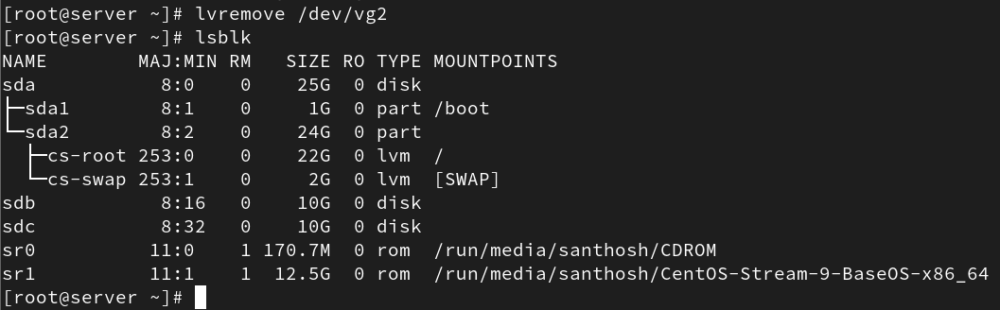 [root@server ~]# lvremove /dev/vg2
[root@server ~]# lsblk
NAME        MAJ:MIN RM   SIZE RO TYPE MOUNTPOINTS
sda           8:0    0    25G  0 disk
├─sda1        8:1    0     1G  0 part /boot
└─sda2        8:2    0    24G  0 part
  ├─cs-root 253:0    0    22G  0 lvm  /
  └─cs-swap 253:1    0     2G  0 lvm  [SWAP]
sdb           8:16   0    10G  0 disk
sdc           8:32   0    10G  0 disk
sr0          11:0    1 170.7M  0 rom  /run/media/santhosh/CDROM
sr1          11:1    1  12.5G  0 rom  /run/media/santhosh/CentOS-Stream-9-BaseOS-x86_64
[root@server ~]#